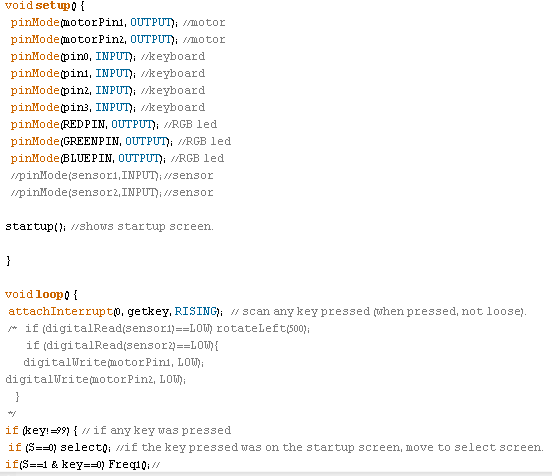 void setup() {
pinMode(motorPin1, OUTPUT); //motor
pinMode(motorPin2, OUTPUT); //motor
pinMode(pin0, INPUT); //keyboard
pinMode(pin1, INPUT); //keyboard
pinMode(pin2, INPUT); //keyboard
pinMode(pin3, INPUT); //keyboard
pinMode(REDPIN, OUTPUT); //RGB led
pinMode(GREENPIN, OUTPUT); //RGB led
pinMode(BLUEPIN, OUTPUT); //RGB led
//pinMode(sensor1,INPUT); //sensor
//pinMode(sensor2,INPUT); //sensor
startup(); //shows startup screen.
}
void loop() {
attachInterrupt(0, getkey, RISING); // scan any key pressed (when pressed, not loose).
/* if (digitalRead(sensor1)==LOW) rotateLeft(500);
if (digitalRead(sensor2)==LOW){
digitalWrite(motorPin1, LOW);
digitalWrite(motorPin2, LOW);
}
*/
if (key!=99) { // if any key was pressed
if (S==0) select(); //if the key pressed was on the startup screen, move to select screen.
if(S==1 & key==0) Freq1(); //